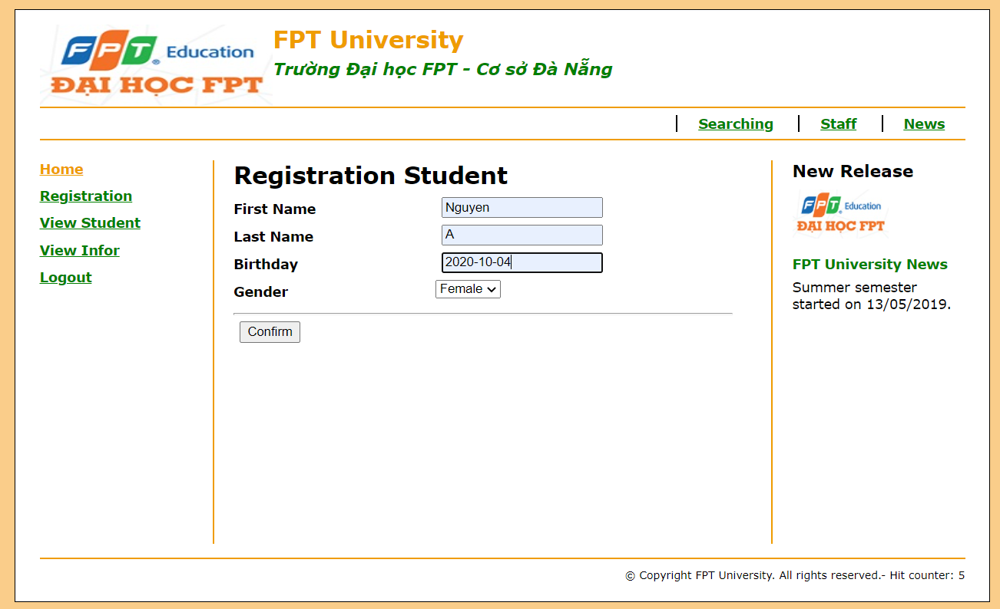 FPT Education
ĐẠI HỌC FPT
FPT University
Trường Đại học FPT - Cơ sở Đà Nẵng
Searching
Staff
News
Home
Registration
View Student
View Infor
Logout
Registration Student
First Name Nguyen
Last Name A
Birthday 2020-10-04
Gender Female
Confirm
New Release
FPT Education
ĐẠI HỌC FPT
FPT University News
Summer semester
started on 13/05/2019.
© Copyright FPT University. All rights reserved.- Hit counter: 5